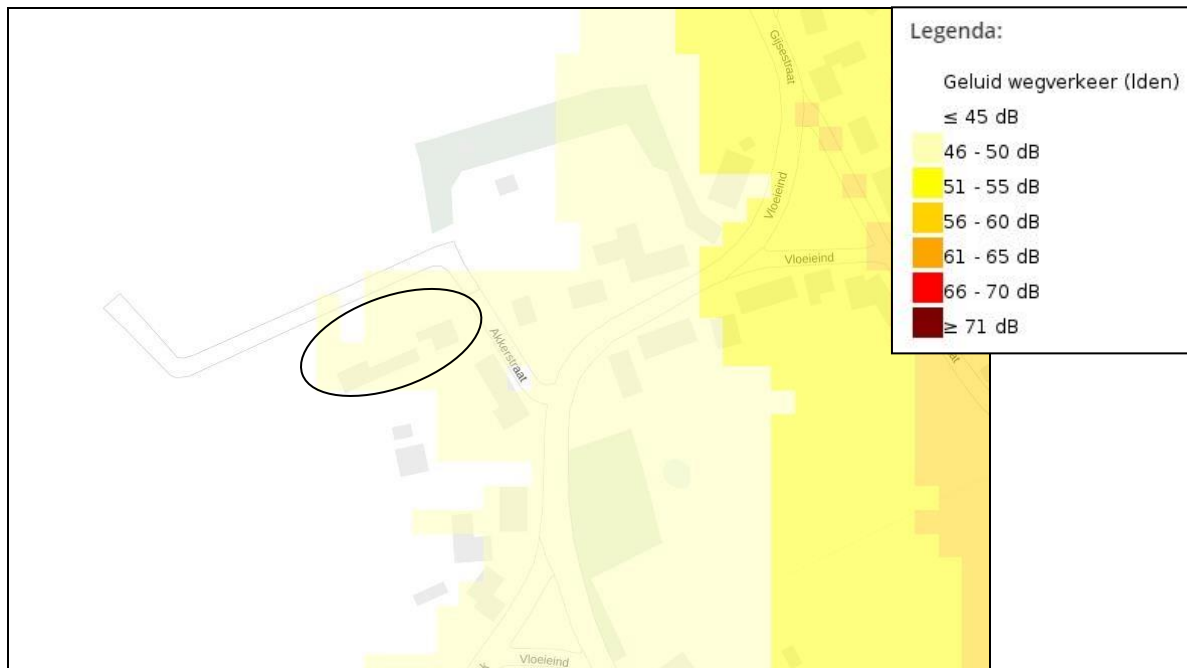 Legenda:
Geluid wegverkeer (lden)
≤ 45 dB
46 - 50 dB
51 - 55 dB
56 - 60 dB
61 - 65 dB
66 - 70 dB
≥ 71 dB
Gijsestraat
Vloeieind
Vloeieind
Akkerstraat
Vloeieind